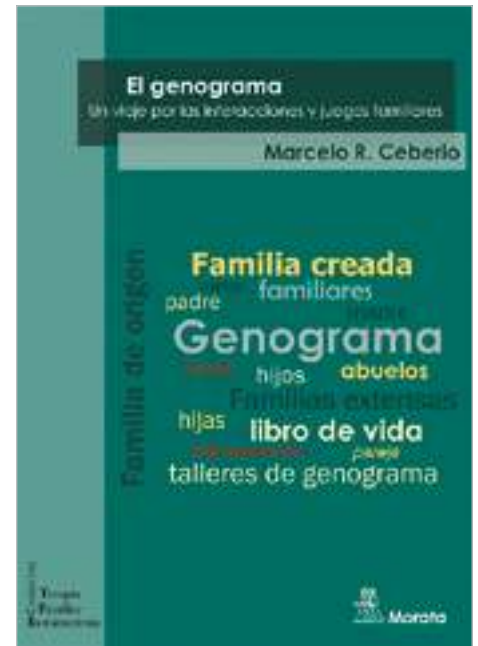 El genograma
Un viaje por las interacciones y juegos familiares
Marcelo R. Ceberio
Familia de origen
Familia creada
padre
familiares
Genograma
hijos
abuelos
Familias extensas
hijas
libro de vida
pareja
talleres de genograma
Terapia
Familiar
Morata